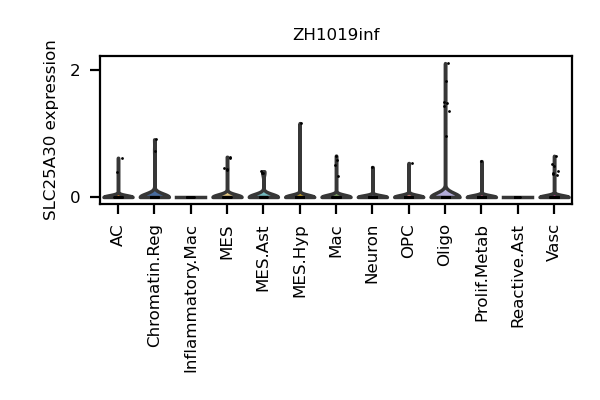 ZH1019inf
SLC25A30 expression
2
0
AC
Chromatin.Reg
Inflammatory.Mac
MES
MES.Ast
MES.Hyp
Mac
Neuron
OPC
Oligo
Prolif.Metab
Reactive.Ast
Vasc